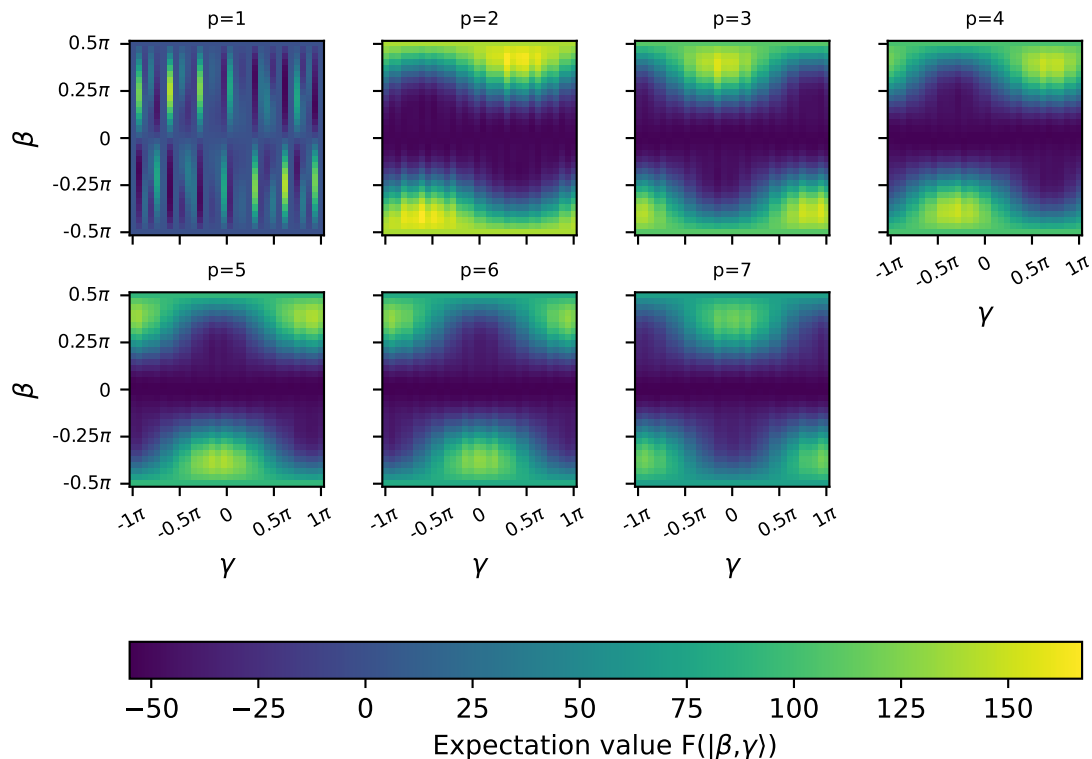 p=1
p=2
p=3
p=4
0.5π
0.25π
0
-0.25π
-0.5π
β
-1π
-0.5π
0
0.5π
1π
γ
p=5
p=6
p=7
0.5π
0.25π
0
-0.25π
-0.5π
β
-1π
-0.5π
0
0.5π
1π
-1π
-0.5π
0
0.5π
1π
-1π
-0.5π
0
0.5π
1π
γ
γ
γ
−50
−25
0
25
50
75
100
125
150
Expectation value F(|β,γ⟩)